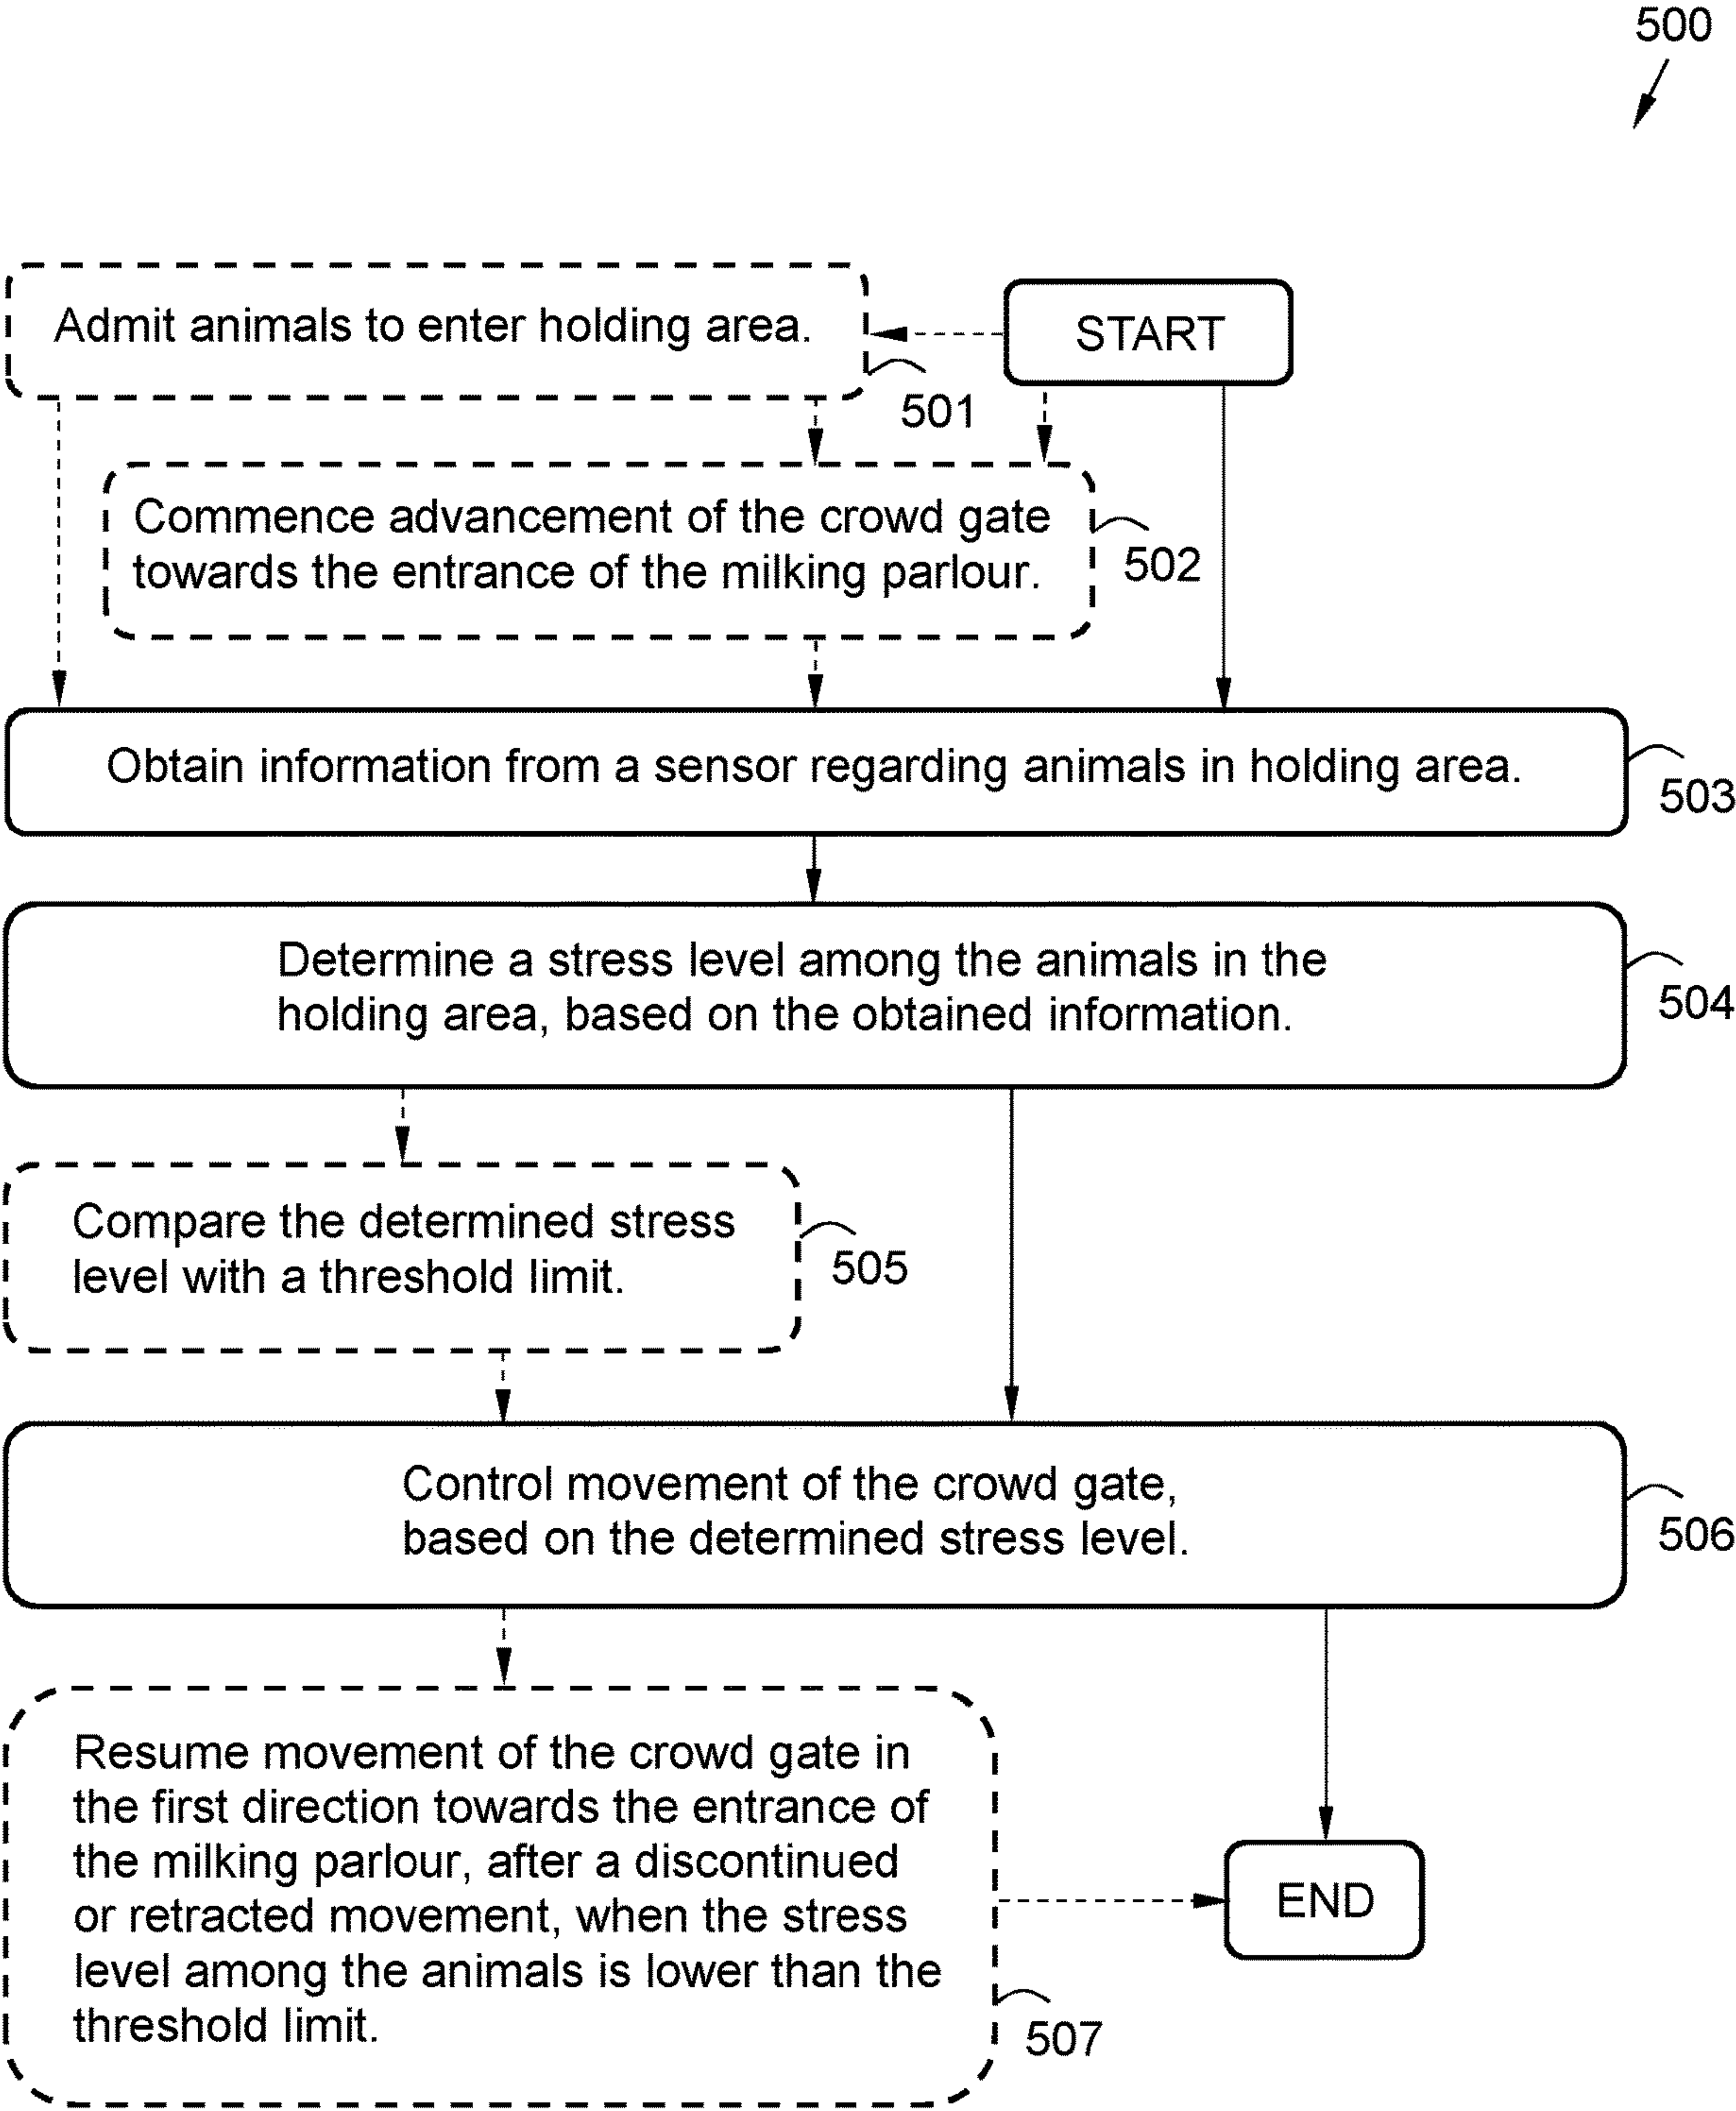 500
Admit animals to enter holding area.
START
501
Commence advancement of the crowd gate
towards the entrance of the milking parlour.
502
Obtain information from a sensor regarding animals in holding area.
503
Determine a stress level among the animals in the
holding area, based on the obtained information.
504
Compare the determined stress
level with a threshold limit.
505
Control movement of the crowd gate,
based on the determined stress level.
506
Resume movement of the crowd gate in
the first direction towards the entrance of
the milking parlour, after a discontinued
or retracted movement, when the stress
level among the animals is lower than the
threshold limit.
END
507